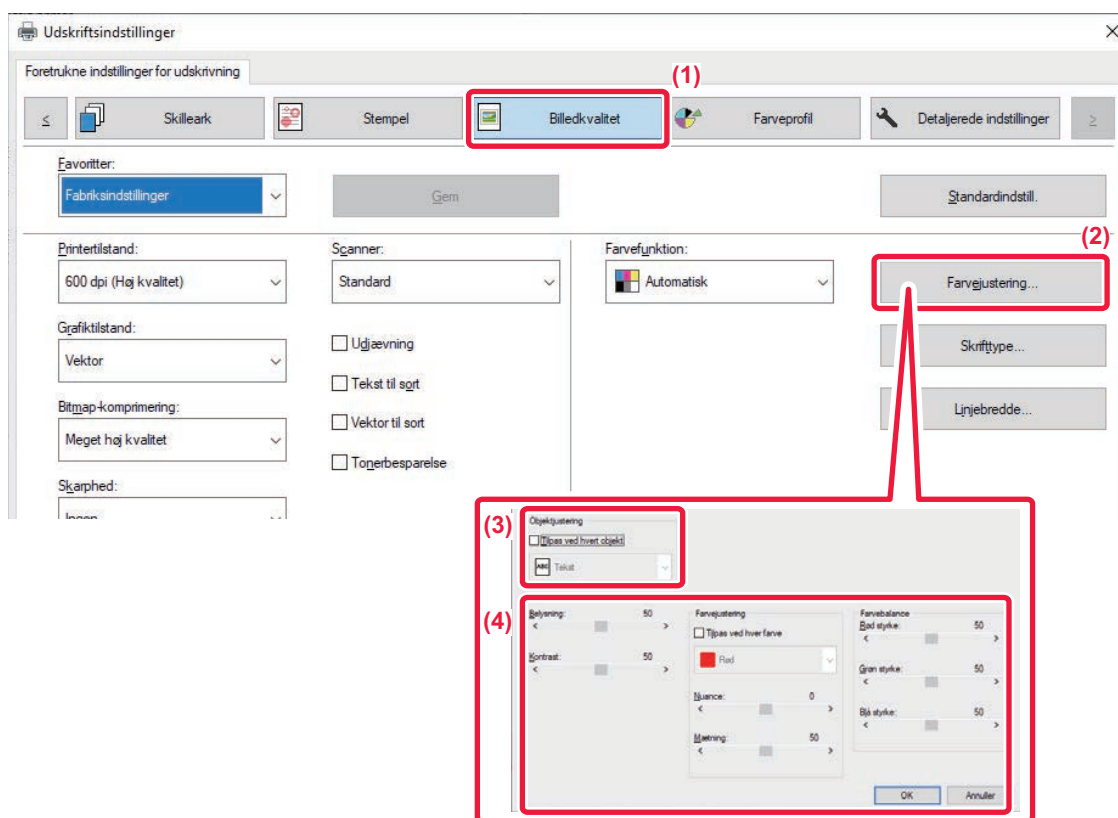 Udskriftsindstillinger
Foretrukne indstillinger for udskrivning
(1)
≤ Skilleark Stempel Billedkvalitet Farveprofil Detaljerede indstillinger ≥
Favoritter:
Fabriksindstillinger Gem Standardindstill.
(2)
Printertilstand: Scanner: Farvefunktion:
600 dpi (Høj kvalitet) Standard Automatisk Farvejustering...
Grafiktilstand:
Vektor Udjævning Skrifttype...
Tekst til sort
Bitmap-komprimering:
Meget høj kvalitet Vektor til sort Linjebredde...
Tonerbesparelse
Skarphed:
Ingen
(3) Objektjustering
Tilpas ved hvert objekt
ABC Tekst
(4) Belysning: 50 Farvejustering Farvebalance
Rød styrke: 50
Tilpas ved hver farve
Kontrast: 50 Rød
Grøn styrke: 50
Nuance: 0
Blå styrke: 50
Mætning: 50
OK Annuller